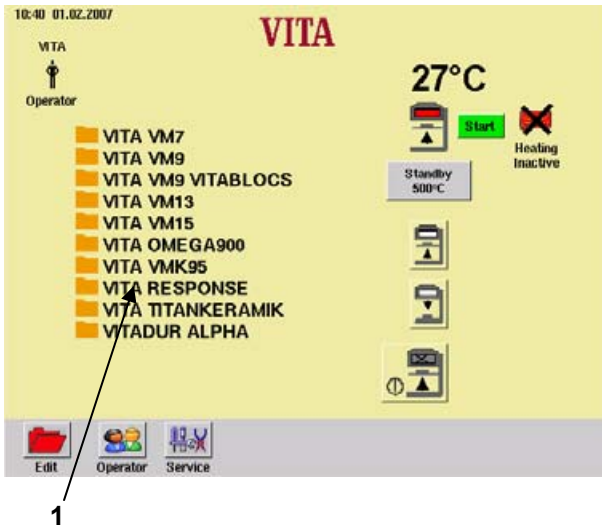 10:40 01.02.2007
VITA
VITA
Operator
27°C
Start
Heating
Inactive
Standby
500°C
VITA VM7
VITA VM9
VITA VM9 VITABLOCS
VITA VM13
VITA VM15
VITA OMEGA900
VITA VMK95
VITA RESPONSE
VITA TITANKERAMIK
VITADUR ALPHA
Edit
Operator
Service
1